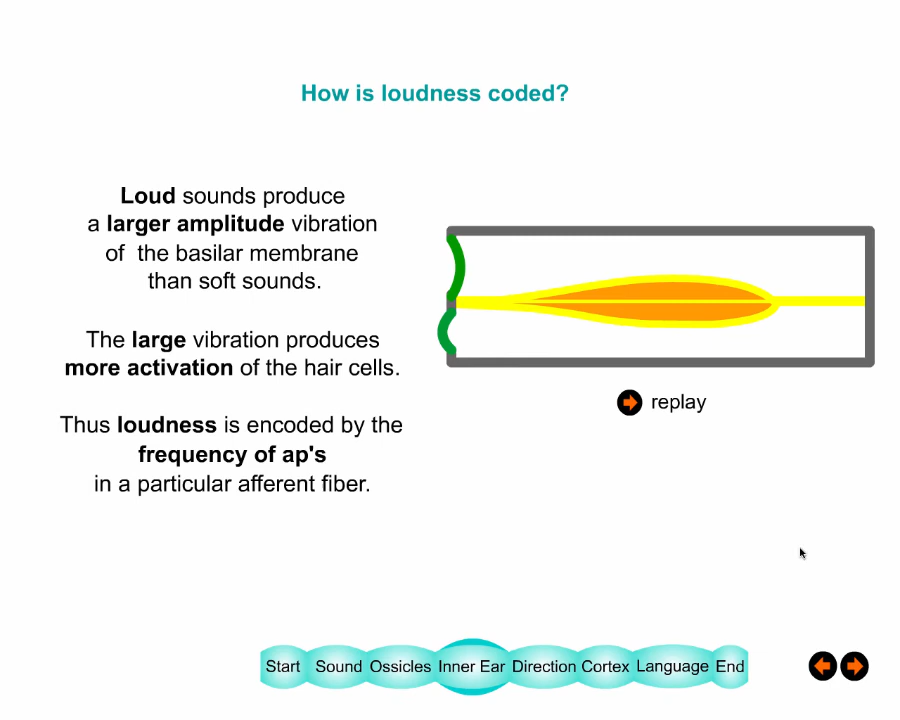 How is loudness coded?
Loud sounds produce
a larger amplitude vibration
of the basilar membrane
than soft sounds.
The large vibration produces
more activation of the hair cells.
Thus loudness is encoded by the
frequency of ap's
in a particular afferent fiber.
replay
Start Sound Ossicles Inner Ear Direction Cortex Language End